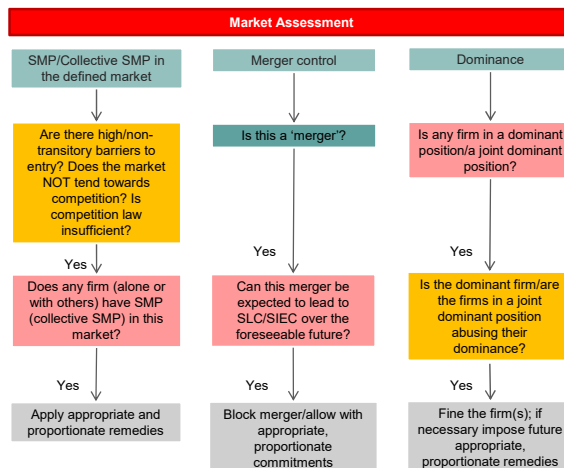 Market Assessment
SMP/Collective SMP in
the defined market
Are there high/non-
transitory barriers to
entry? Does the market
NOT tend towards
competition? Is
competition law
insufficient?
Yes
Does any firm (alone or
with others) have SMP
(collective SMP) in this
market?
Yes
Apply appropriate and
proportionate remedies
Merger control
Is this a ‘merger’?
Yes
Can this merger be
expected to lead to
SLC/SIEC over the
foreseeable future?
Yes
Block merger/allow with
appropriate,
proportionate
commitments
Dominance
Is any firm in a dominant
position/a joint dominant
position?
Yes
Is the dominant firm/are
the firms in a joint
dominant position
abusing their
dominance?
Yes
Fine the firm(s); if
necessary impose future
appropriate,
proportionate remedies